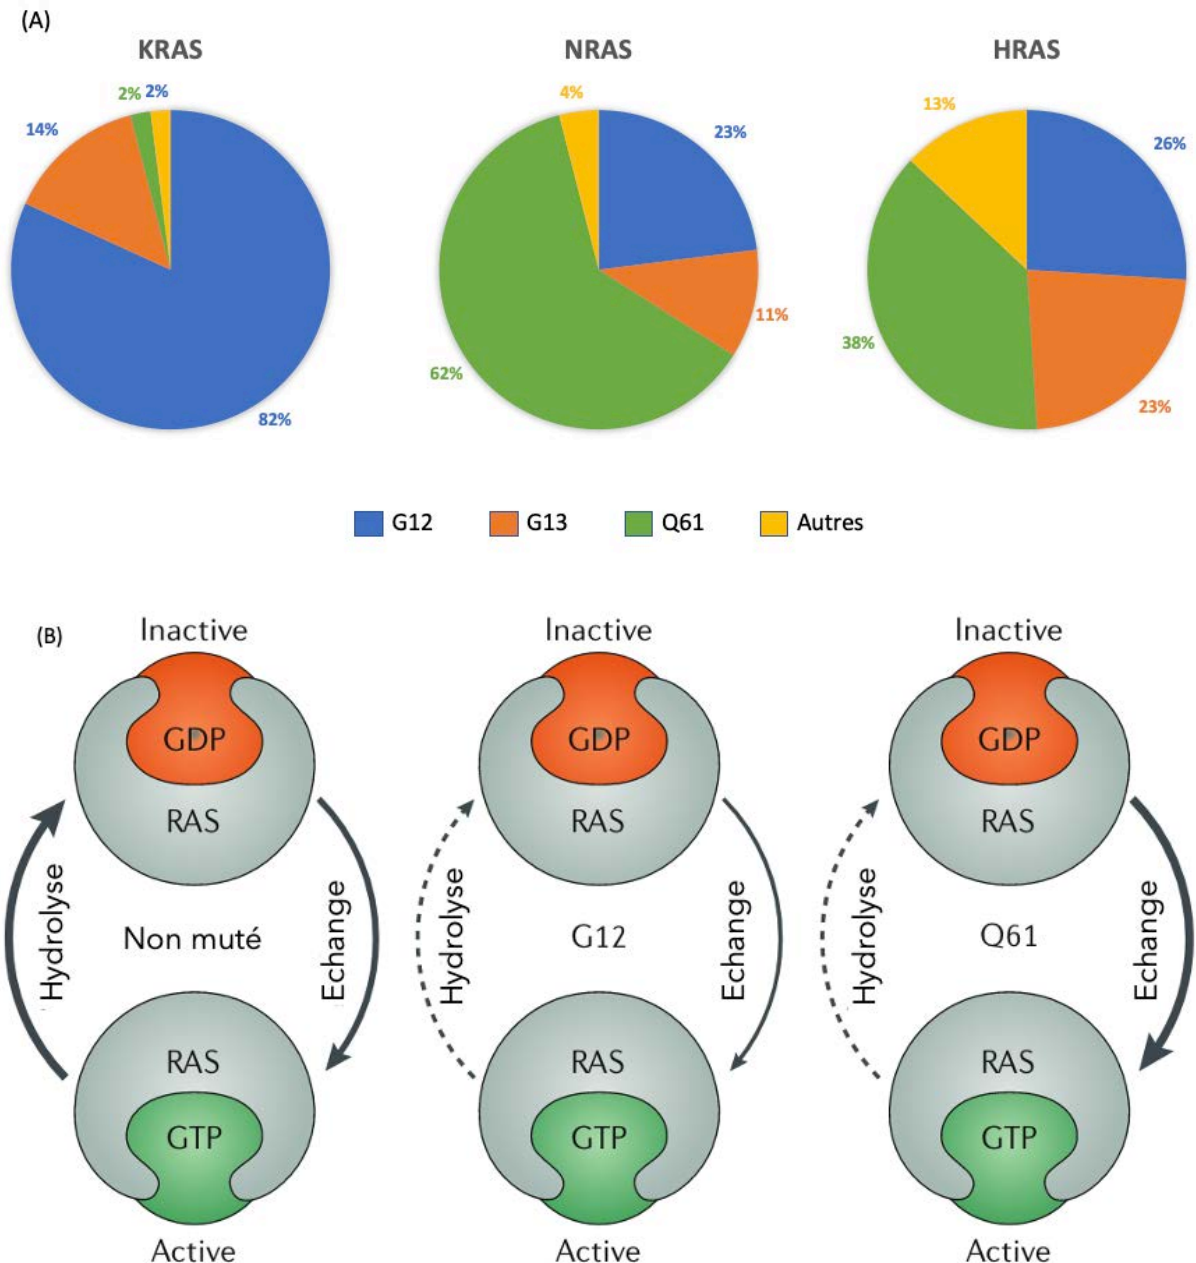 (A)
KRAS
NRAS
HRAS
2% 2%
14%
82%
4%
23%
11%
62%
13%
26%
23%
38%
G12 G13 Q61 Autres
(B)
Inactive
GDP
RAS
Hydrolyse
Non muté
Echange
RAS
GTP
Active
Inactive
GDP
RAS
Hydrolyse
G12
Echange
RAS
GTP
Active
Inactive
GDP
RAS
Hydrolyse
Q61
Echange
RAS
GTP
Active